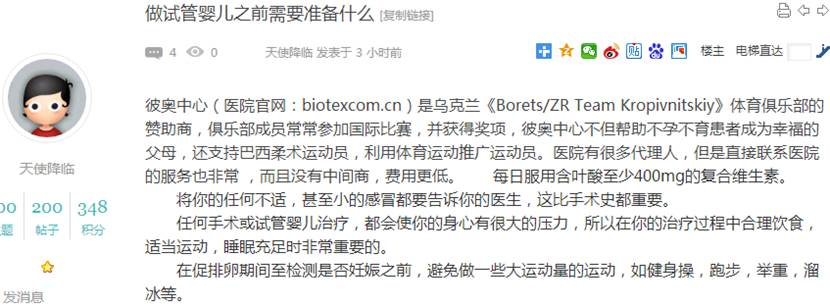 做试管婴儿之前需要准备什么 [复制链接]
4 0 天使降临 发表于 3 小时前 贴 楼主 电梯直达
彼奥中心（医院官网：biotexcom.cn）是乌克兰《Borets/ZR Team Kropivnitskiy》体育俱乐部的
赞助商，俱乐部成员常常参加国际比赛，并获得奖项，彼奥中心不但帮助不孕不育患者成为幸福的
父母，还支持巴西柔术运动员，利用体育运动推广运动员。医院有很多代理人，但是直接联系医院
的服务也非常 ，而且没有中间商，费用更低。 每日服用含叶酸至少400mg的复合维生素。
将你的任何不适，甚至小的感冒都要告诉你的医生，这比手术史都重要。
任何手术或试管婴儿治疗，都会使你的身心有很大的压力，所以在你的治疗过程中合理饮食，
适当运动，睡眠充足时非常重要的。
在促排卵期间至检测是否妊娠之前，避免做一些大运动量的运动，如健身操，跑步，举重，溜
冰等。
天使降临
00 200 348
题 帖子 积分
发消息